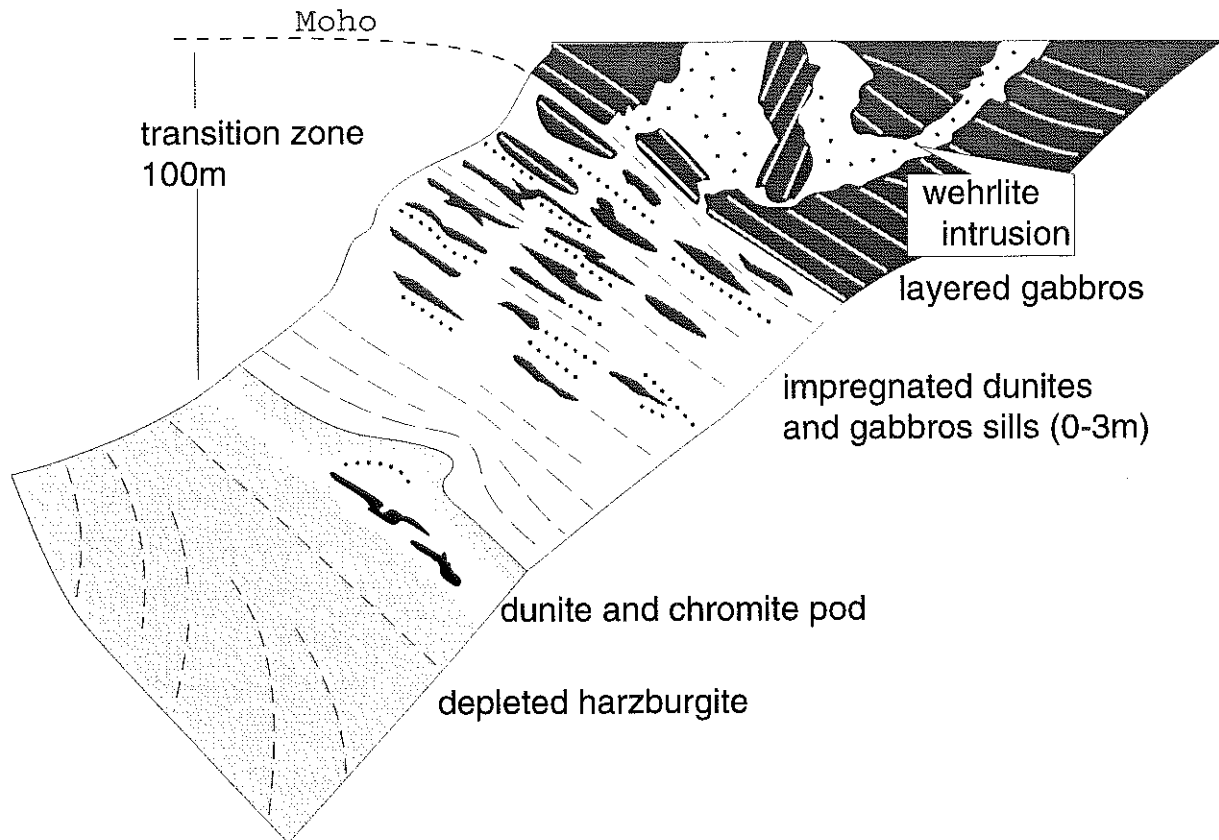 Moho
transition zone
100m
wehrlite
intrusion
layered gabbros
impregnated dunites
and gabbros sills (0-3m)
dunite and chromite pod
depleted harzburgite